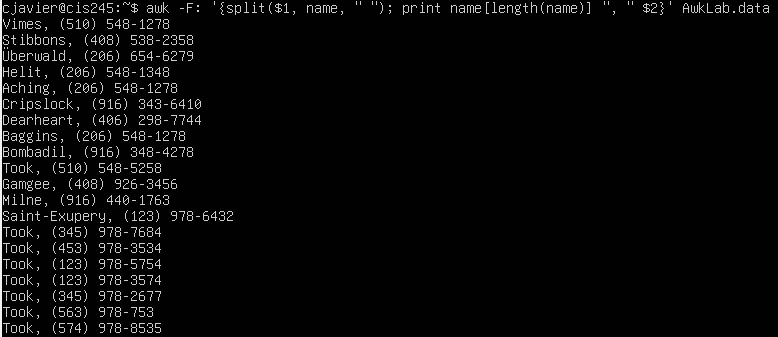 cjavier@cis245:~$ awk -F: '{split($1, name, " "); print name[length(name)] ", " $2}' AwkLab.data
Vimes, (510) 548-1278
Stibbons, (408) 538-2358
Überwald, (206) 654-6279
Helit, (206) 548-1348
Aching, (206) 548-1278
Cripslock, (916) 343-6410
Dearheart, (406) 298-7744
Baggins, (206) 548-1278
Bombadil, (916) 348-4278
Took, (510) 548-5258
Gamgee, (408) 926-3456
Milne, (916) 440-1763
Saint-Exupery, (123) 978-6432
Took, (345) 978-7684
Took, (453) 978-3534
Took, (123) 978-5754
Took, (123) 978-3574
Took, (345) 978-2677
Took, (563) 978-753
Took, (574) 978-8535